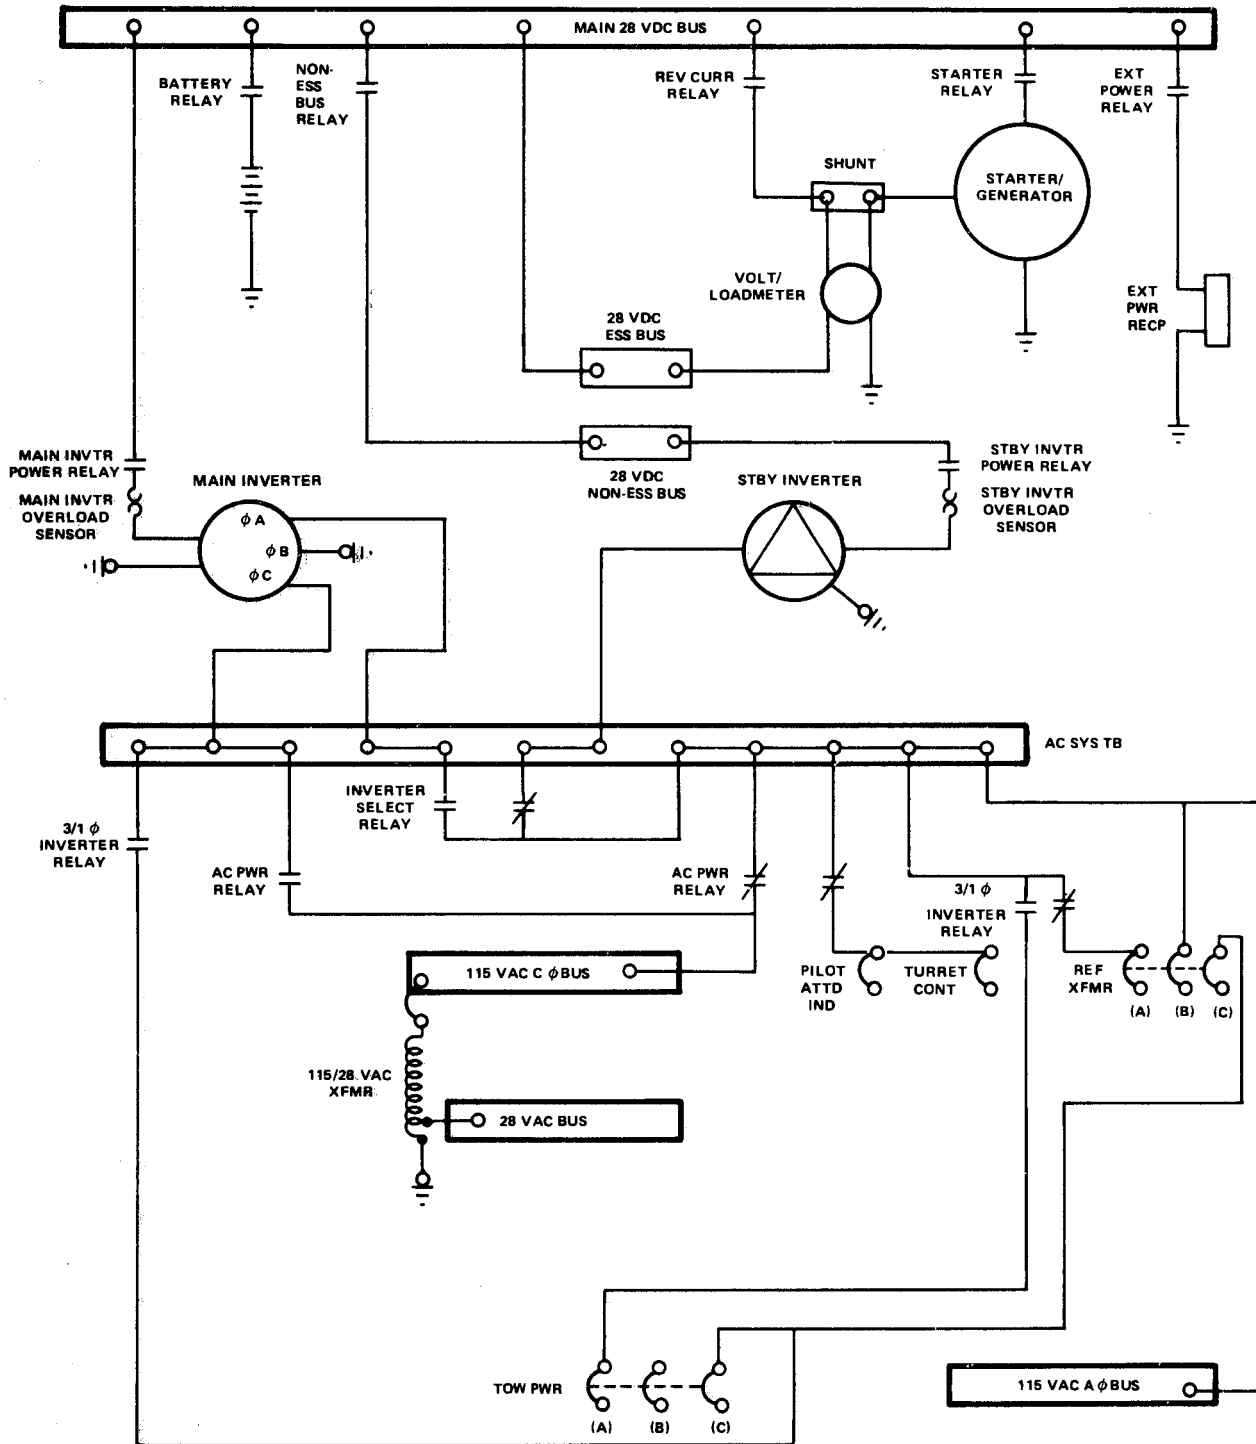 MAIN 28 VDC BUS
BATTERY
RELAY
NON-
ESS
BUS
RELAY
REV CURR
RELAY
STARTER
RELAY
EXT
POWER
RELAY
SHUNT
STARTER/
GENERATOR
VOLT/
LOADMETER
EXT
PWR
RECP
28 VDC
ESS BUS
MAIN INVTR
POWER RELAY
MAIN INVTR
OVERLOAD
SENSOR
MAIN INVERTER
ϕ A
ϕ B
ϕ C
28 VDC
NON-ESS BUS
STBY INVERTER
STBY INVTR
POWER RELAY
STBY INVTR
OVERLOAD
SENSOR
AC SYS TB
3/1 ϕ
INVERTER
RELAY
INVERTER
SELECT
RELAY
AC PWR
RELAY
AC PWR
RELAY
3/1 ϕ
INVERTER
RELAY
115 VAC C ϕ BUS
PILOT
ATTD
IND
TURRET
CONT
REF
XFMR
(A)
(B)
(C)
115/28 VAC
XFMR
28 VAC BUS
TOW PWR
(A)
(B)
(C)
115 VAC A ϕ BUS